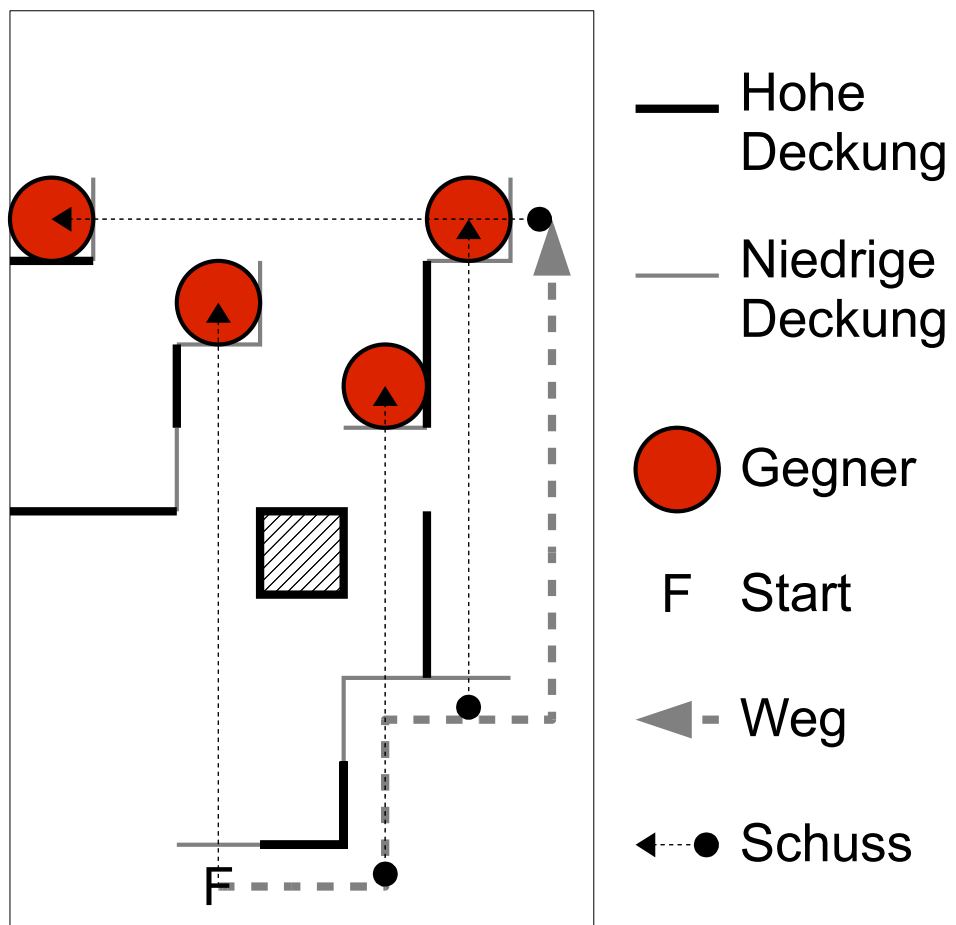 Hohe
Deckung
Niedrige
Deckung
Gegner
F Start
Weg
Schuss
F